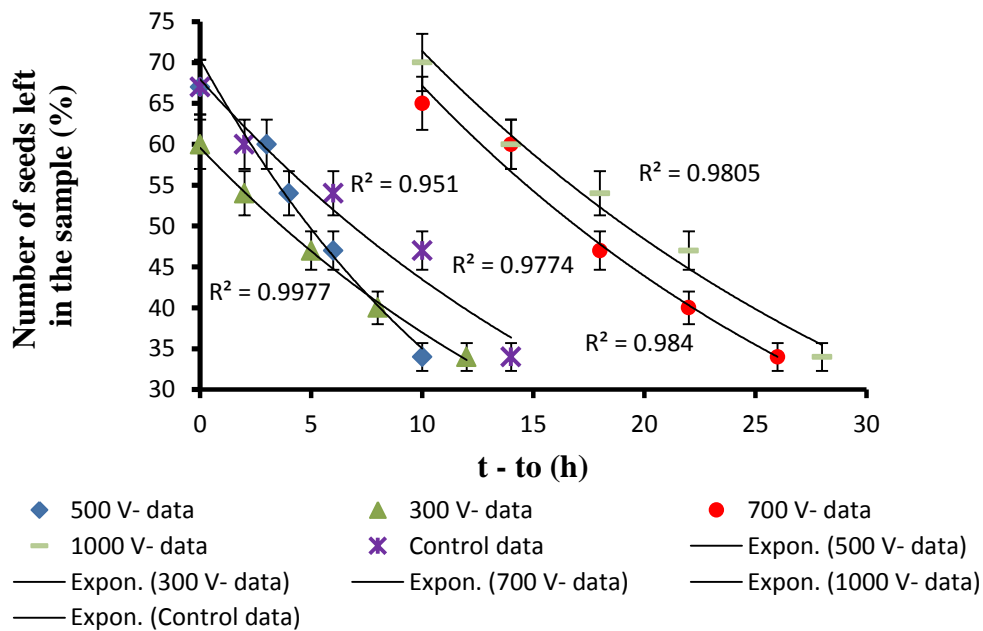 Number of seeds left
in the sample (%)
75
70
65
60
55
50
45
40
35
30
R² = 0.951
R² = 0.9805
R² = 0.9774
R² = 0.9977
R² = 0.984
0 5 10 15 20 25 30
t - to (h)
500 V- data 300 V- data 700 V- data
1000 V- data Control data Expon. (500 V- data)
Expon. (300 V- data) Expon. (700 V- data) Expon. (1000 V- data)
Expon. (Control data)